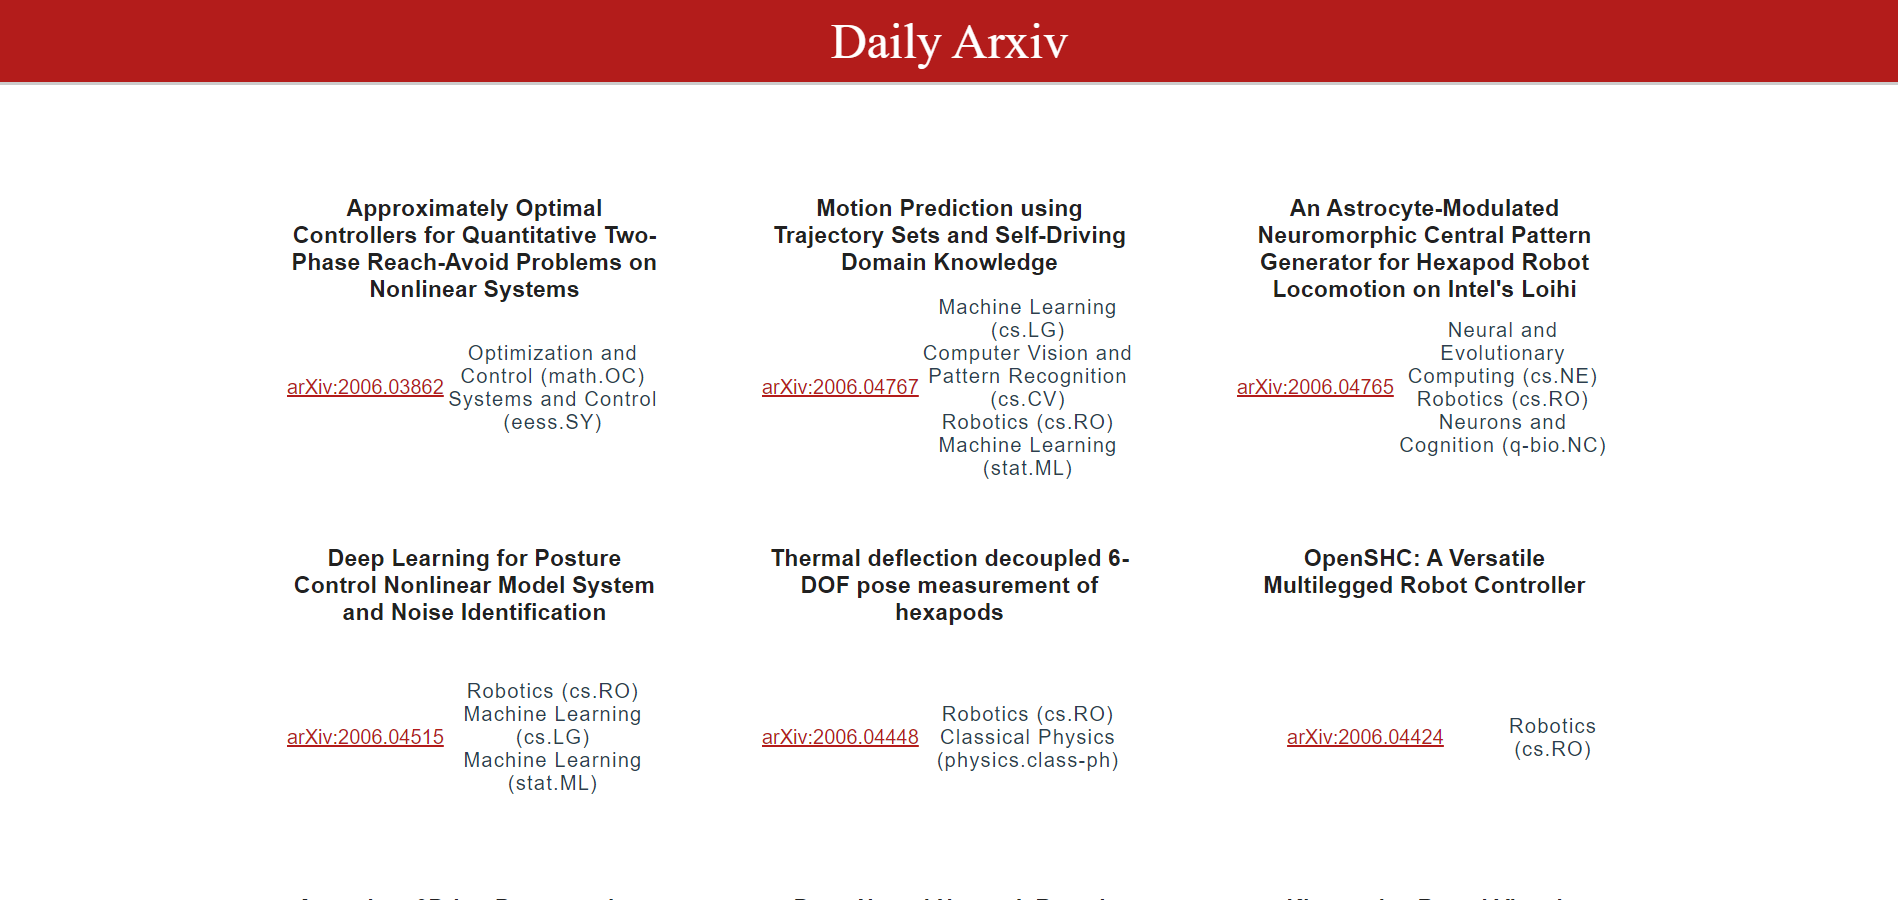 Daily Arxiv
Approximately Optimal
Controllers for Quantitative Two-
Phase Reach-Avoid Problems on
Nonlinear Systems
arXiv:2006.03862
Optimization and
Control (math.OC)
Systems and Control
(eess.SY)
Motion Prediction using
Trajectory Sets and Self-Driving
Domain Knowledge
arXiv:2006.04767
Machine Learning
(cs.LG)
Computer Vision and
Pattern Recognition
(cs.CV)
Robotics (cs.RO)
Machine Learning
(stat.ML)
An Astrocyte-Modulated
Neuromorphic Central Pattern
Generator for Hexapod Robot
Locomotion on Intel's Loihi
arXiv:2006.04765
Neural and
Evolutionary
Computing (cs.NE)
Robotics (cs.RO)
Neurons and
Cognition (q-bio.NC)
Deep Learning for Posture
Control Nonlinear Model System
and Noise Identification
arXiv:2006.04515
Robotics (cs.RO)
Machine Learning
(cs.LG)
Machine Learning
(stat.ML)
Thermal deflection decoupled 6-
DOF pose measurement of
hexapods
arXiv:2006.04448
Robotics (cs.RO)
Classical Physics
(physics.class-ph)
OpenSHC: A Versatile
Multilegged Robot Controller
arXiv:2006.04424
Robotics
(cs.RO)